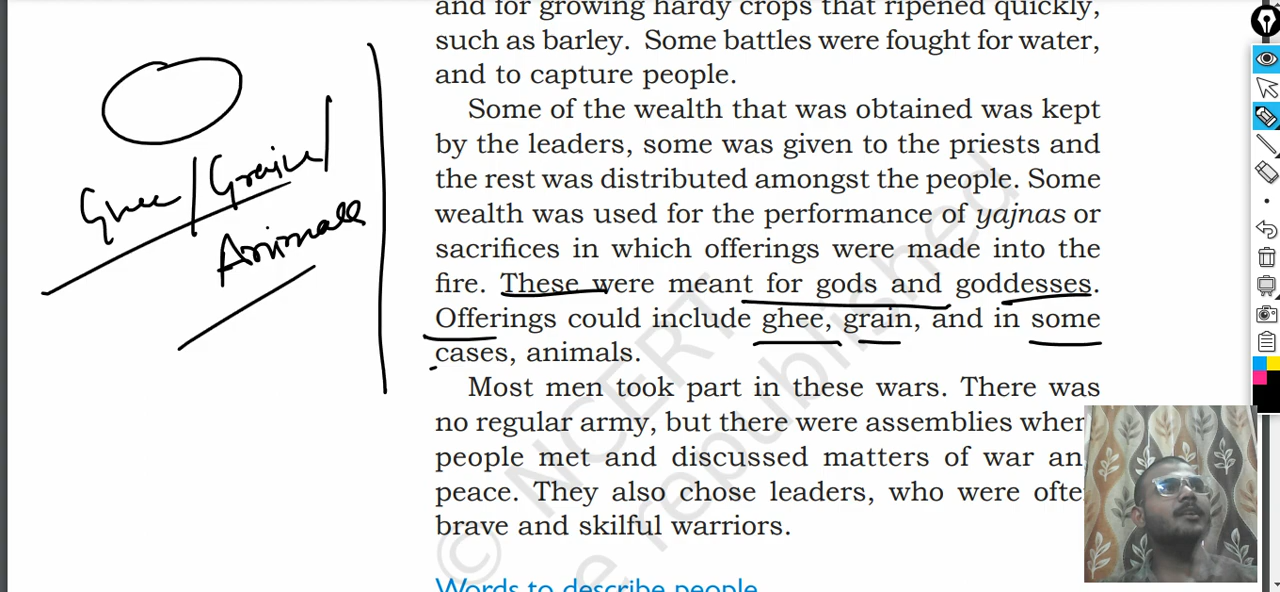 Ghee/Grain/
Animals
and for growing hardy crops that ripened quickly,
such as barley. Some battles were fought for water,
and to capture people.
Some of the wealth that was obtained was kept
by the leaders, some was given to the priests and
the rest was distributed amongst the people. Some
wealth was used for the performance of yajnas or
sacrifices in which offerings were made into the
fire. These were meant for gods and goddesses.
Offerings could include ghee, grain, and in some
cases, animals.
Most men took part in these wars. There was
no regular army, but there were assemblies wher
people met and discussed matters of war an
peace. They also chose leaders, who were ofte
brave and skilful warriors.
Words to describe people
© NCERT
republished